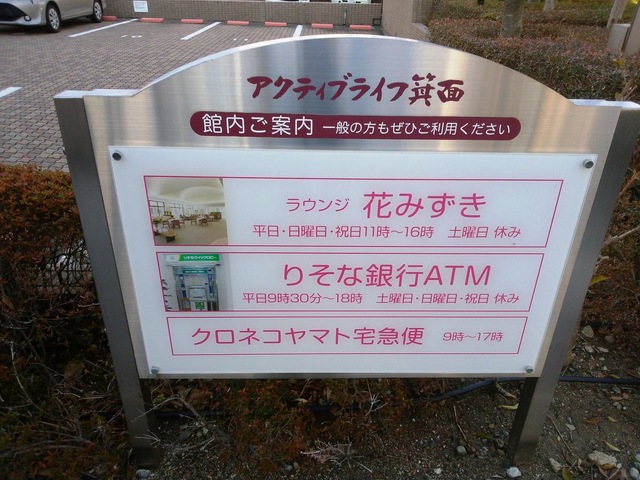 アクティブライフ箕面
館内ご案内 一般の方もぜひご利用ください
ラウンジ 花みずき
平日・日曜日・祝日11時～16時 土曜日 休み
りそな銀行ATM
平日9時30分～18時 土曜日・日曜日・祝日 休み
クロネコヤマト宅急便 9時～17時